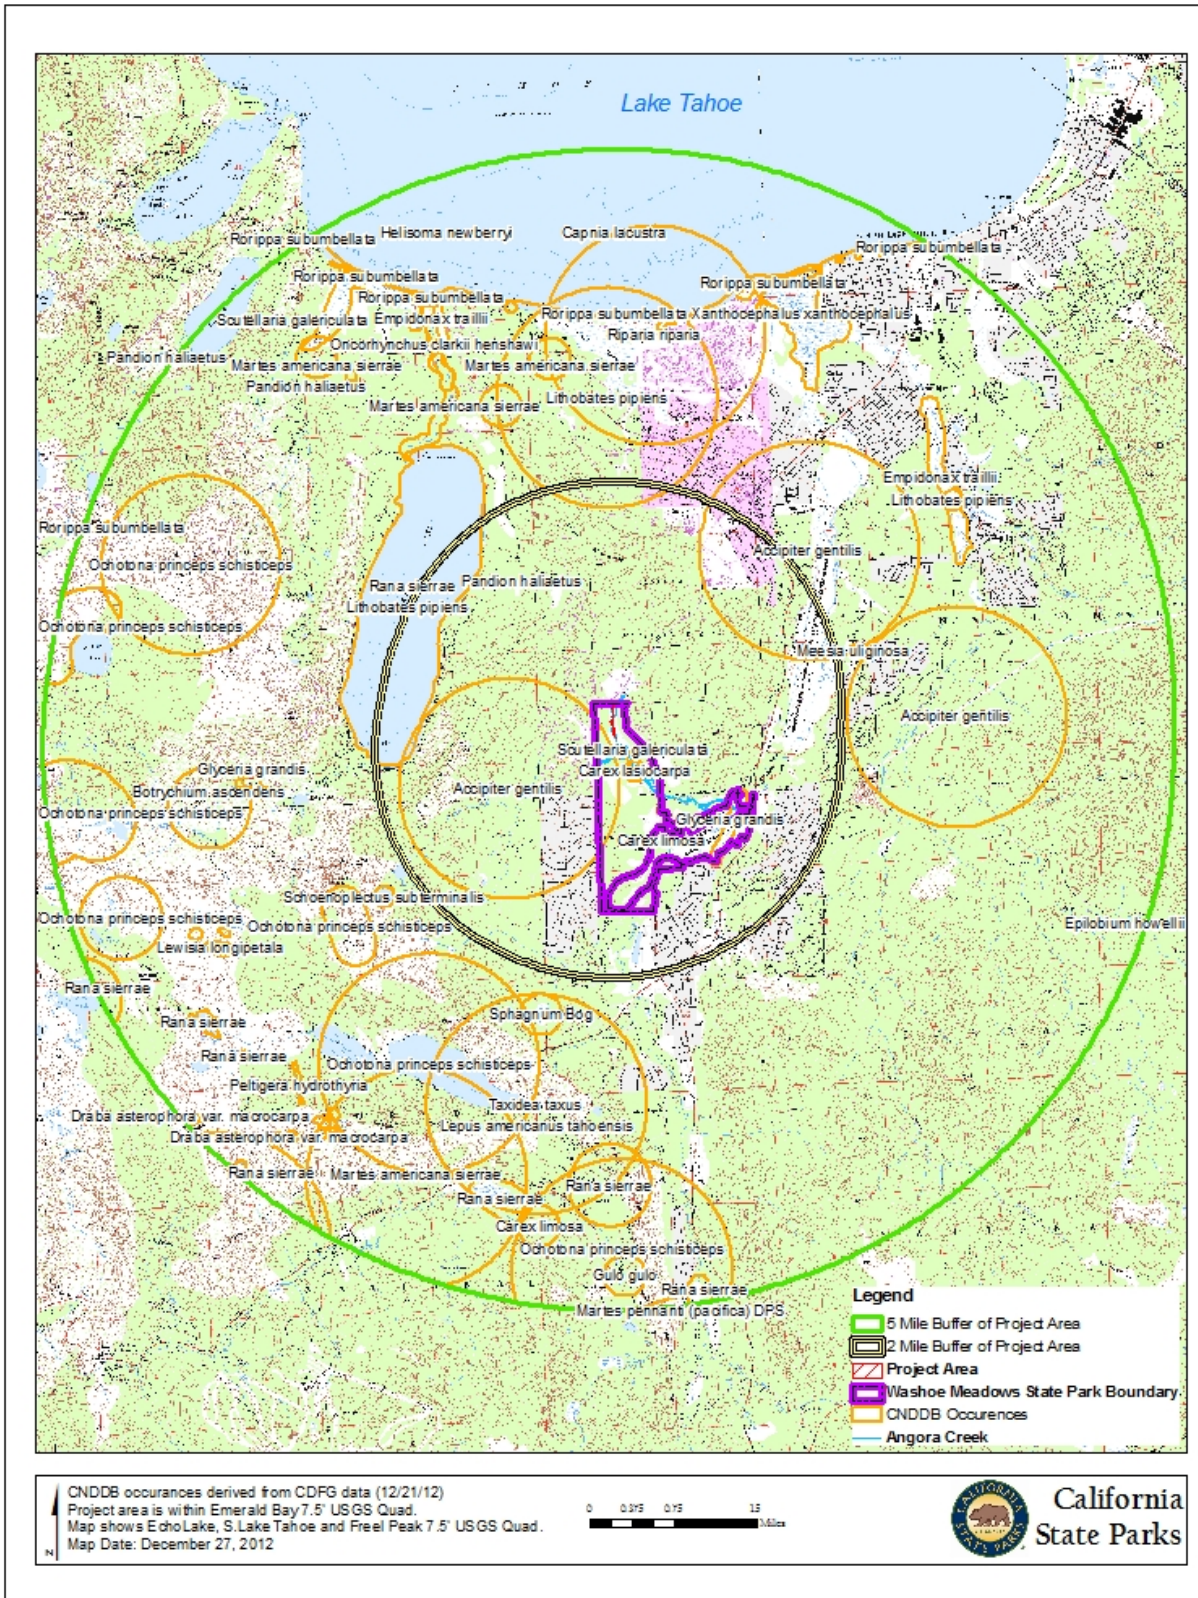 Lake Tahoe
Rorippa subumbellata
Helisoma newberryi
Capnia lacustra
Rorippa subumbellata
Rorippa subumbellata
Rorippa subumbellata
Rorippa subumbellata
Scutellaria galericulata
Empidonax traillii
Rorippa subumbellata
Xanthocephalus xanthocephalus
Riparia riparia
Oncorhynchus clarkii henshawi
Pandion haliaetus
Martes americana sierrae
Martes americana sierrae
Pandion haliaetus
Martes americana sierrae
Lithobates pipiens
Empidonax traillii
Lithobates pipiens
Rorippa subumbellata
Accipiter gentilis
Ochotona princeps schisticeps
Rana sierrae
Pandion haliaetus
Lithobates pipiens
Ochotona princeps schisticeps
Meesia uliginosa
Accipiter gentilis
Scutellaria galericulata
Carex lasiocarpa
Glyceria grandis
Botrychium ascendens
Accipiter gentilis
Ochotona princeps schisticeps
Glyceria grandis
Carex limosa
Schoenoplectus subterminalis
Ochotona princeps schisticeps
Ochotona princeps schisticeps
Epilobium howellii
Lewisia longipetala
Rana sierrae
Sphagnum Bog
Rana sierrae
Rana sierrae
Ochotona princeps schisticeps
Peltigera hydrothyria
Taxidea taxus
Draba asterophora var. macrocarpa
Lepus americanus tahoensis
Draba asterophora var. macrocarpa
Rana sierrae
Martes americana sierrae
Rana sierrae
Rana sierrae
Carex limosa
Ochotona princeps schisticeps
Gulo gulo
Rana sierrae
Martes pennanti (pacifica) DPS
Legend
5 Mile Buffer of Project Area
2 Mile Buffer of Project Area
Project Area
Washoe Meadows State Park Boundary
CNDDB Occurences
Angora Creek
N
CNDDB occurances derived from CDFG data (12/21/12)
Project area is within Emerald Bay 7.5' USGS Quad.
Map shows EchoLake, S.Lake Tahoe and Freel Peak 7.5' USGS Quad.
Map Date: December 27, 2012
0 0.375 0.75 1.5
Miles
CALIFORNIA
STATE PARKS
California
State Parks